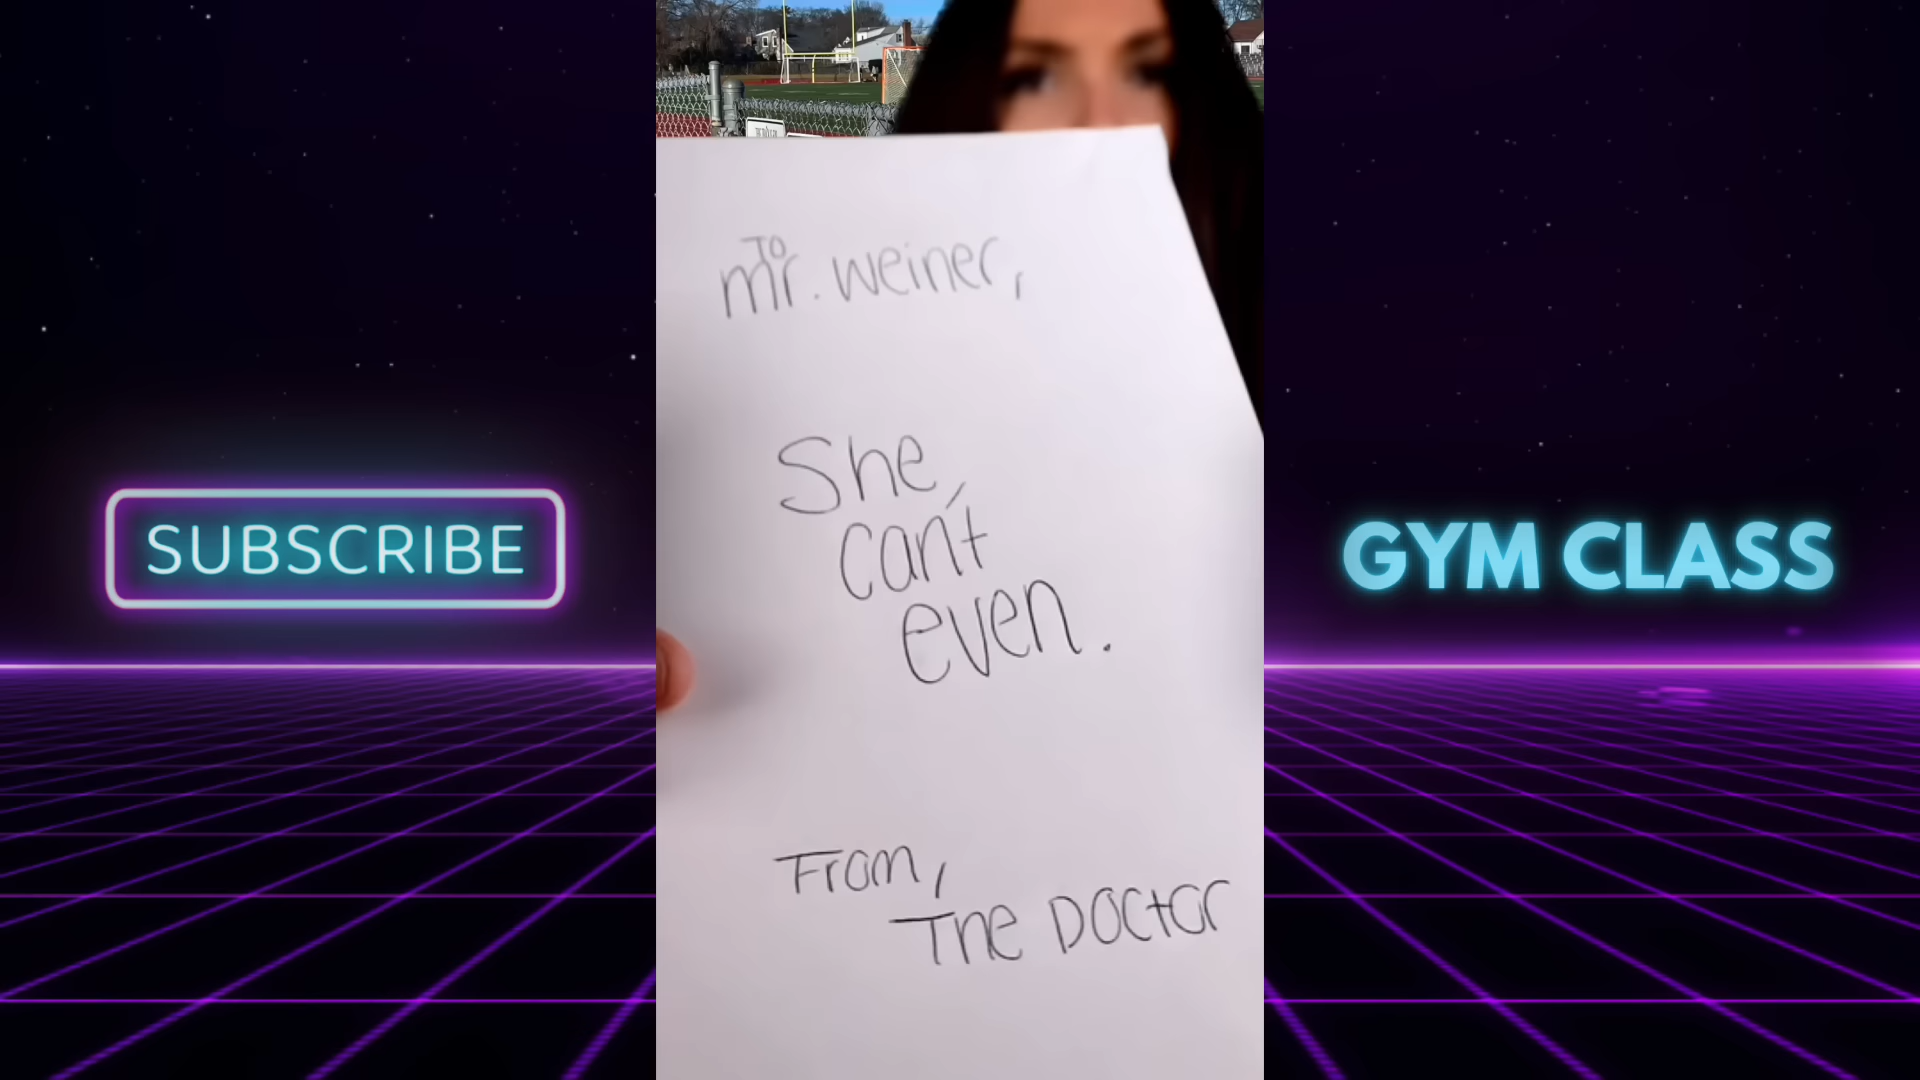 SUBSCRIBE
To
mr. weiner,
She
can't
even.
From,
The Doctor
GYM CLASS